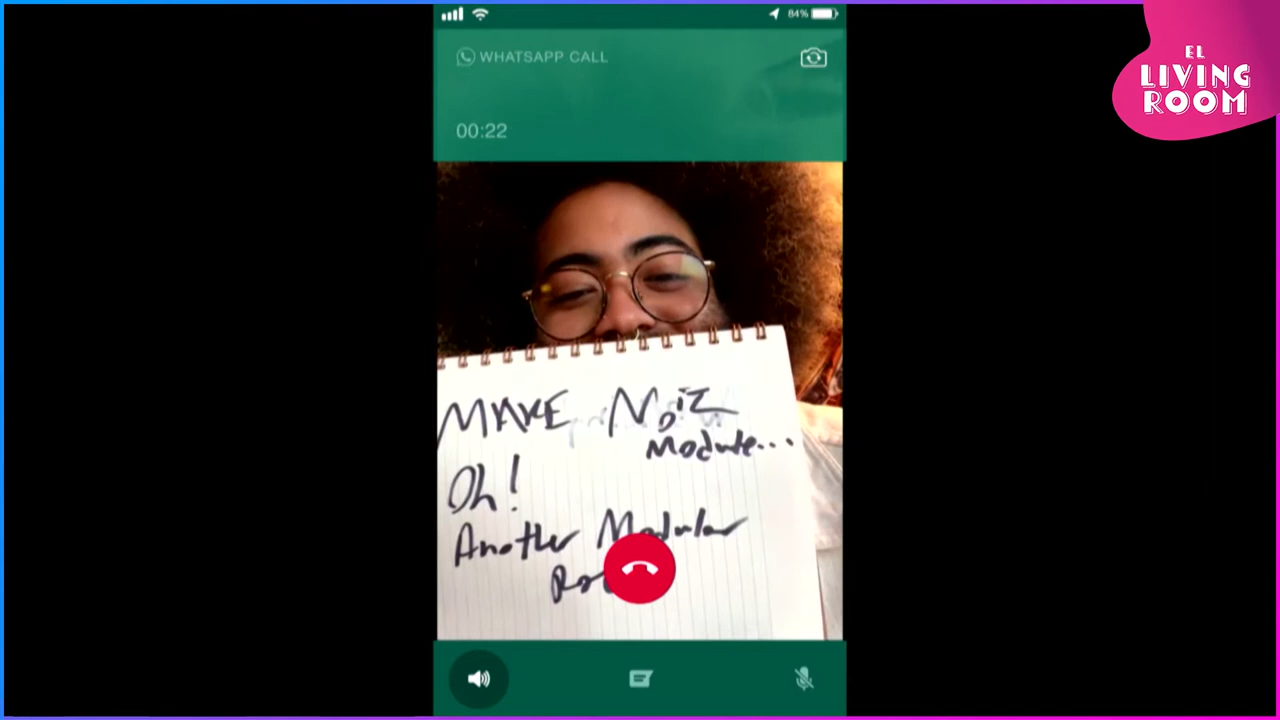 84%
WHATSAPP CALL
00:22
EL
LIVING
ROOM
MAKE NOIZ
Module...
Oh!
Another Modular